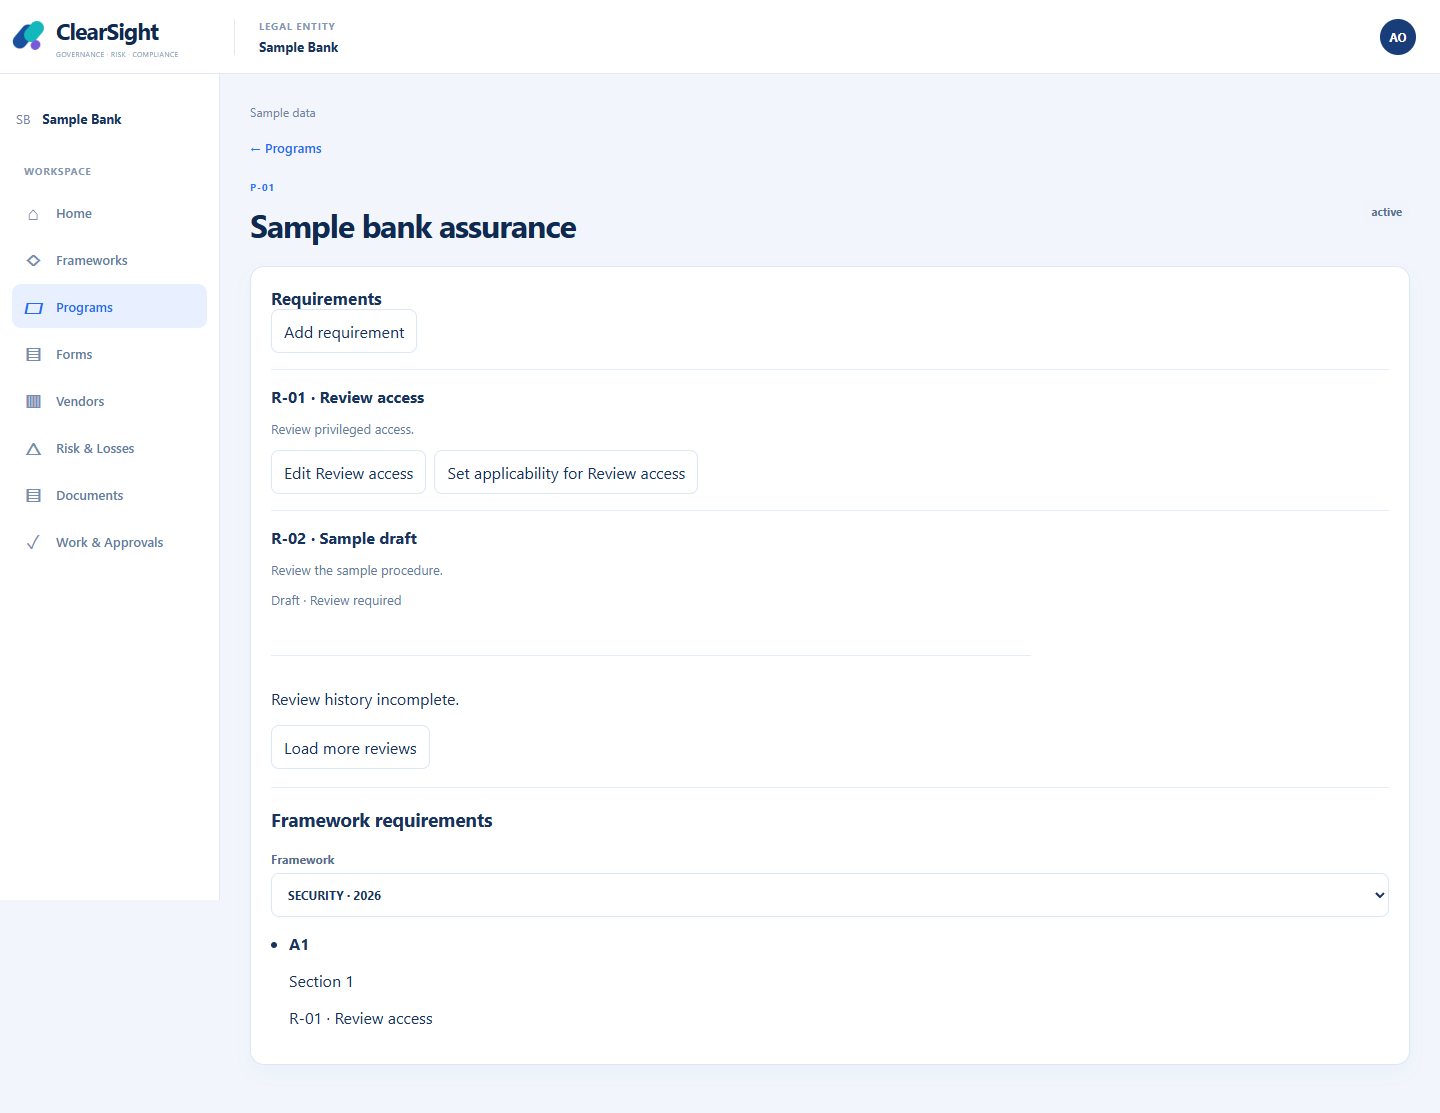 ClearSight
GOVERNANCE · RISK · COMPLIANCE
LEGAL ENTITY
Sample Bank
AO
SB Sample Bank
WORKSPACE
Home
Frameworks
Programs
Forms
Vendors
Risk & Losses
Documents
Work & Approvals
Sample data
← Programs
P-01
Sample bank assurance
active
Requirements
Add requirement
R-01 · Review access
Review privileged access.
Edit Review access
Set applicability for Review access
R-02 · Sample draft
Review the sample procedure.
Draft · Review required
Review history incomplete.
Load more reviews
Framework requirements
Framework
SECURITY · 2026
• A1
Section 1
R-01 · Review access